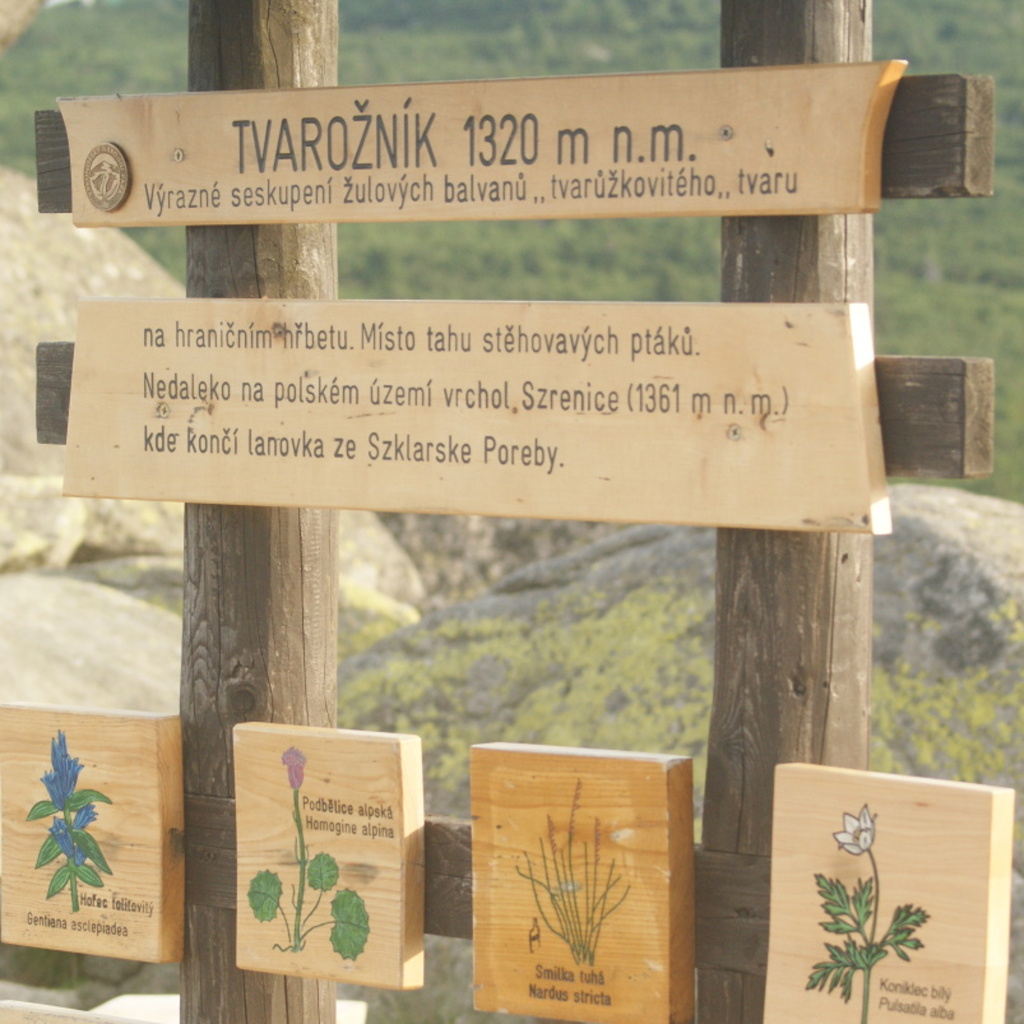 TVAROŽNÍK 1320 m n.m.
Výrazné seskupení žulových balvanů ,,tvarůžkovitého,, tvaru
na hraničním hřbetu. Místo tahu stěhovavých ptáků.
Nedaleko na polském území vrchol Szrenice (1361 m n.m.)
kde končí lanovka ze Szklarske Poreby.
Hořec tolitovitý
Gentiana asclepiadea
Podbělice alpská
Homogine alpina
Smilka tuhá
Nardus stricta
Koniklec bílý
Pulsatila alba